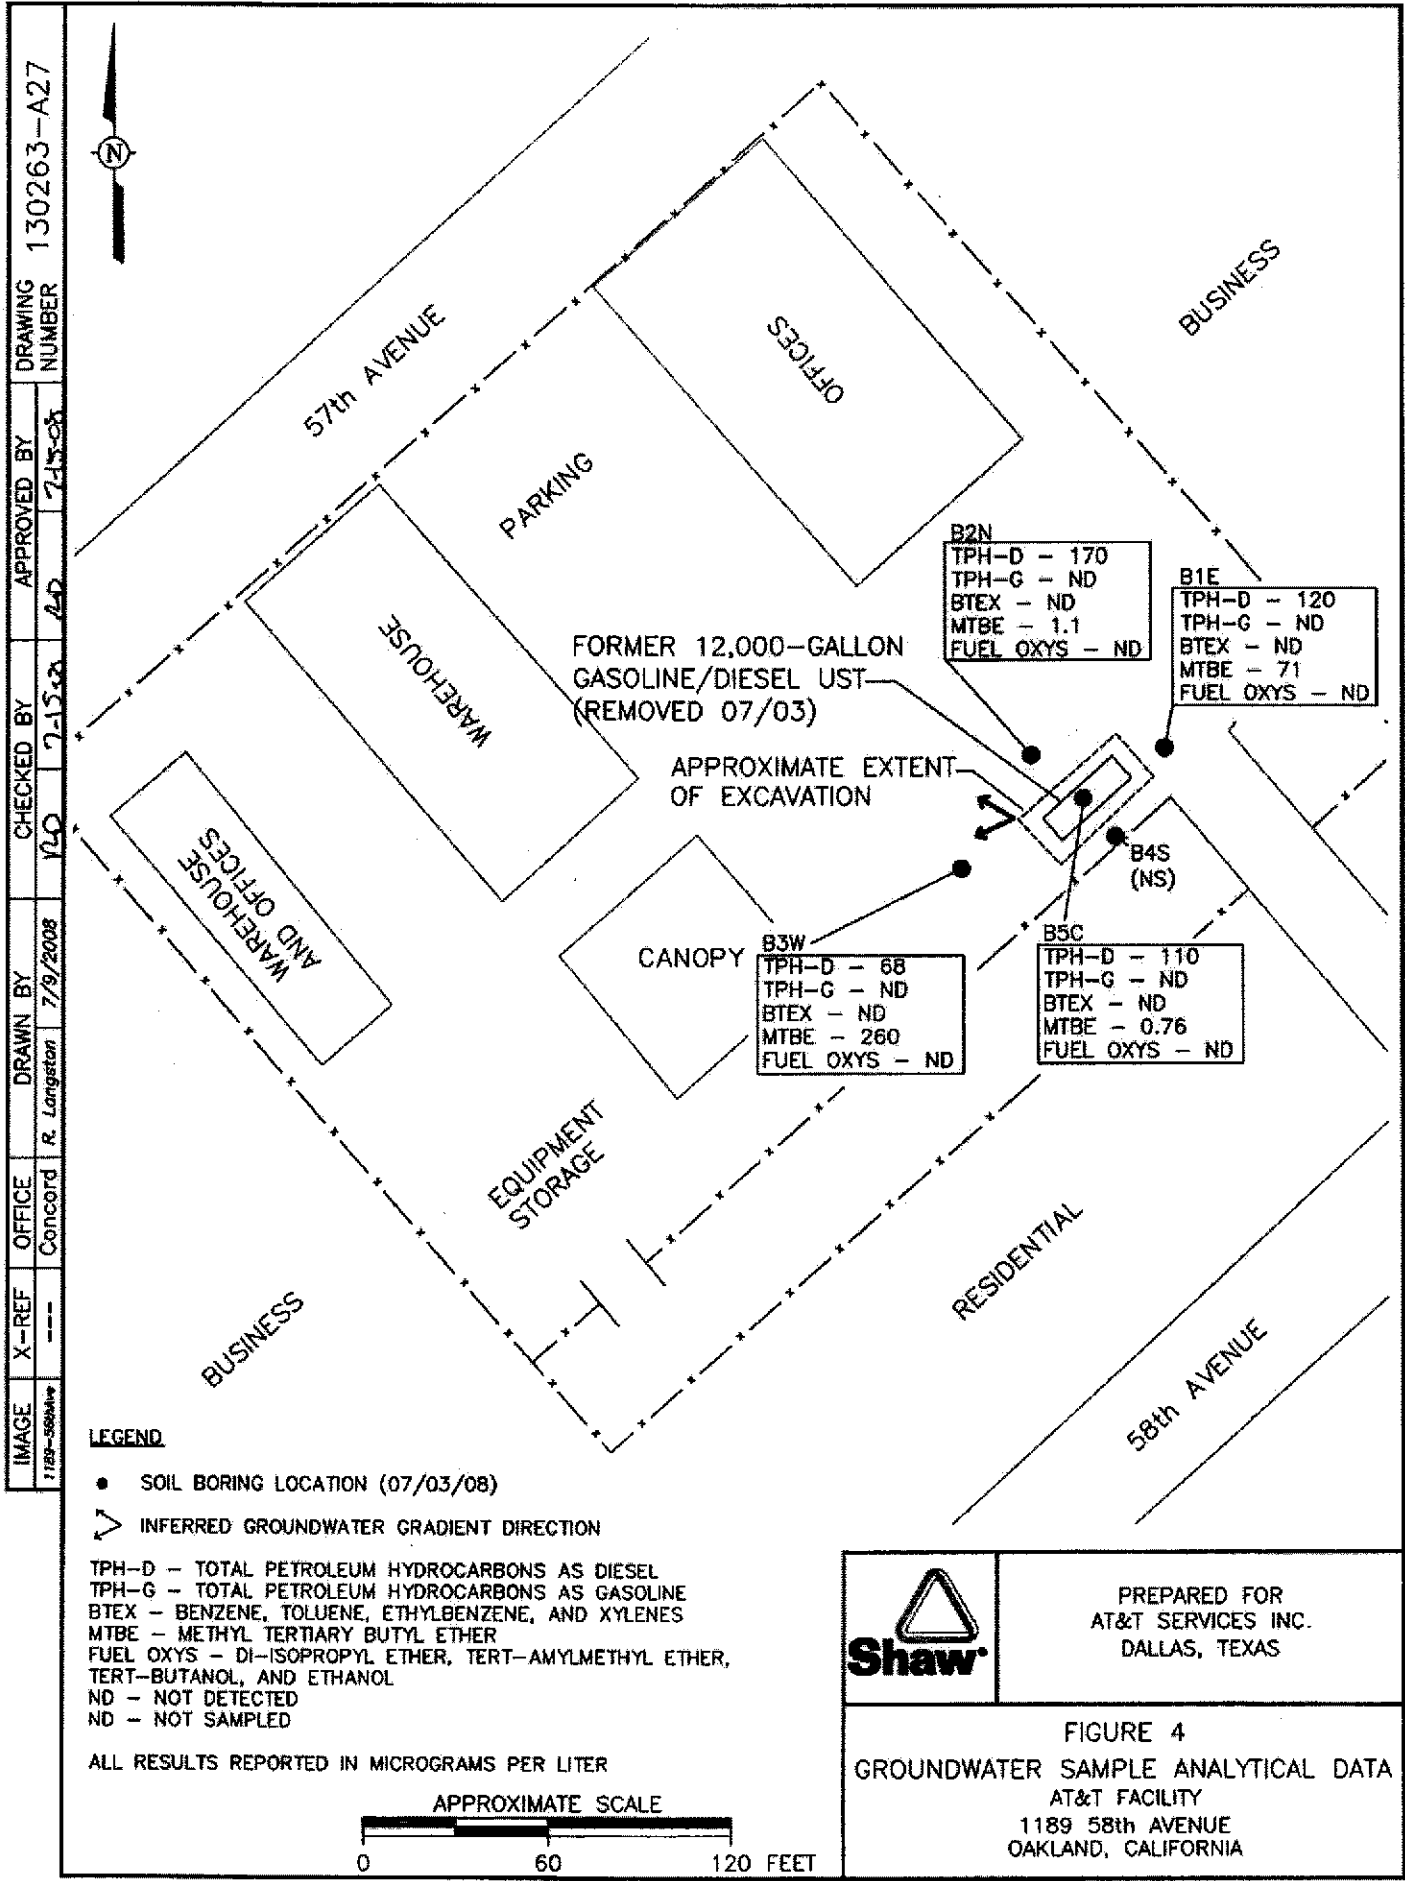 DRAWING
NUMBER
130263-A27
APPROVED BY
7-15-08
CHECKED BY
DRAWN BY
R. Langston
7/9/2008
OFFICE
Concord
X-REF
---
IMAGE
N
57th AVENUE
BUSINESS
OFFICES
PARKING
WAREHOUSE
B2N
TPH-D - 170
TPH-G - ND
BTEX - ND
MTBE - 1.1
FUEL OXYS - ND
B1E
TPH-D - 120
TPH-G - ND
BTEX - ND
MTBE - 71
FUEL OXYS - ND
FORMER 12,000-GALLON
GASOLINE/DIESEL UST
(REMOVED 07/03)
APPROXIMATE EXTENT
OF EXCAVATION
WAREHOUSE
AND OFFICES
B4S
(NS)
CANOPY
B3W
TPH-D - 68
TPH-G - ND
BTEX - ND
MTBE - 260
FUEL OXYS - ND
B5C
TPH-D - 110
TPH-G - ND
BTEX - ND
MTBE - 0.76
FUEL OXYS - ND
EQUIPMENT
STORAGE
RESIDENTIAL
BUSINESS
58th AVENUE
LEGEND
SOIL BORING LOCATION (07/03/08)
INFERRED GROUNDWATER GRADIENT DIRECTION
TPH-D - TOTAL PETROLEUM HYDROCARBONS AS DIESEL
TPH-G - TOTAL PETROLEUM HYDROCARBONS AS GASOLINE
BTEX - BENZENE, TOLUENE, ETHYLBENZENE, AND XYLENES
MTBE - METHYL TERTIARY BUTYL ETHER
FUEL OXYS - DI-ISOPROPYL ETHER, TERT-AMYLMETHYL ETHER,
TERT-BUTANOL, AND ETHANOL
ND - NOT DETECTED
ND - NOT SAMPLED
ALL RESULTS REPORTED IN MICROGRAMS PER LITER
APPROXIMATE SCALE
0 60 120 FEET
Shaw
PREPARED FOR
AT&T SERVICES INC.
DALLAS, TEXAS
FIGURE 4
GROUNDWATER SAMPLE ANALYTICAL DATA
AT&T FACILITY
1189 58th AVENUE
OAKLAND, CALIFORNIA